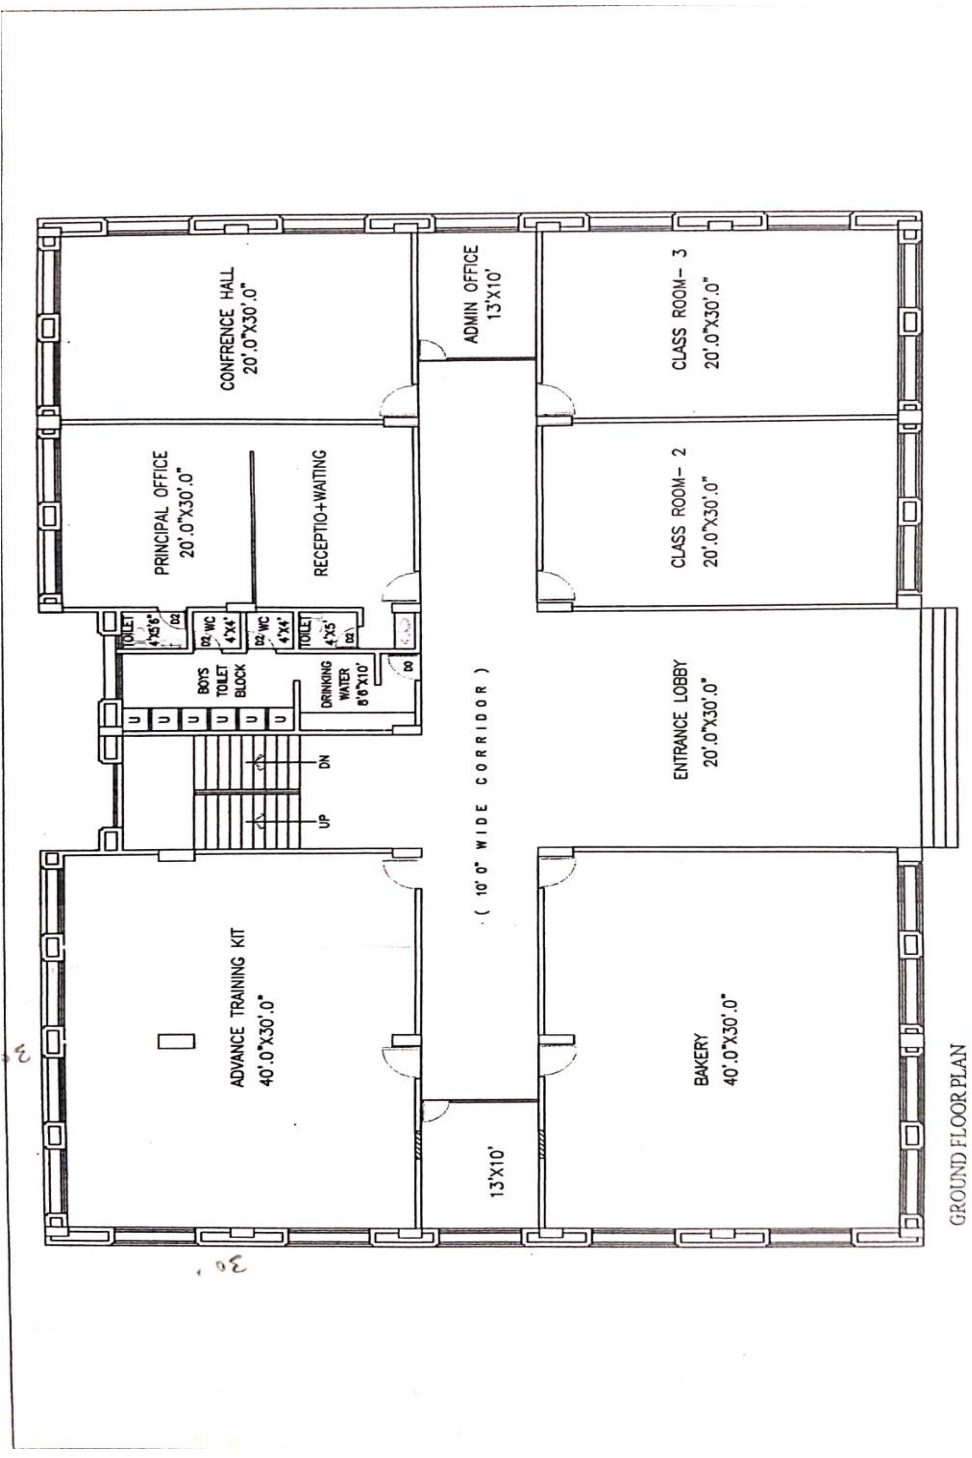 CONFRENCE HALL
20'.0"X30'.0"
ADMIN OFFICE
13'X10'
CLASS ROOM- 3
20'.0"X30'.0"
PRINCIPAL OFFICE
20'.0"X30'.0"
RECEPTIO+WAITING
CLASS ROOM- 2
20'.0"X30'.0"
TOILET
4'X5'6"
D2
WC
4'X4'
D2
WC
4'X4'
D2
TOILET
4'X5'
D2
BOYS
TOILET
BLOCK
DRINKING
WATER
8'6"X10'
DO
U
U
U
U
U
U
DN
UP
( 10' 0" WIDE CORRIDOR )
ENTRANCE LOBBY
20'.0"X30'.0"
ADVANCE TRAINING KIT
40'.0"X30'.0"
BAKERY
40'.0"X30'.0"
13'X10'
30'
30
GROUND FLOOR PLAN